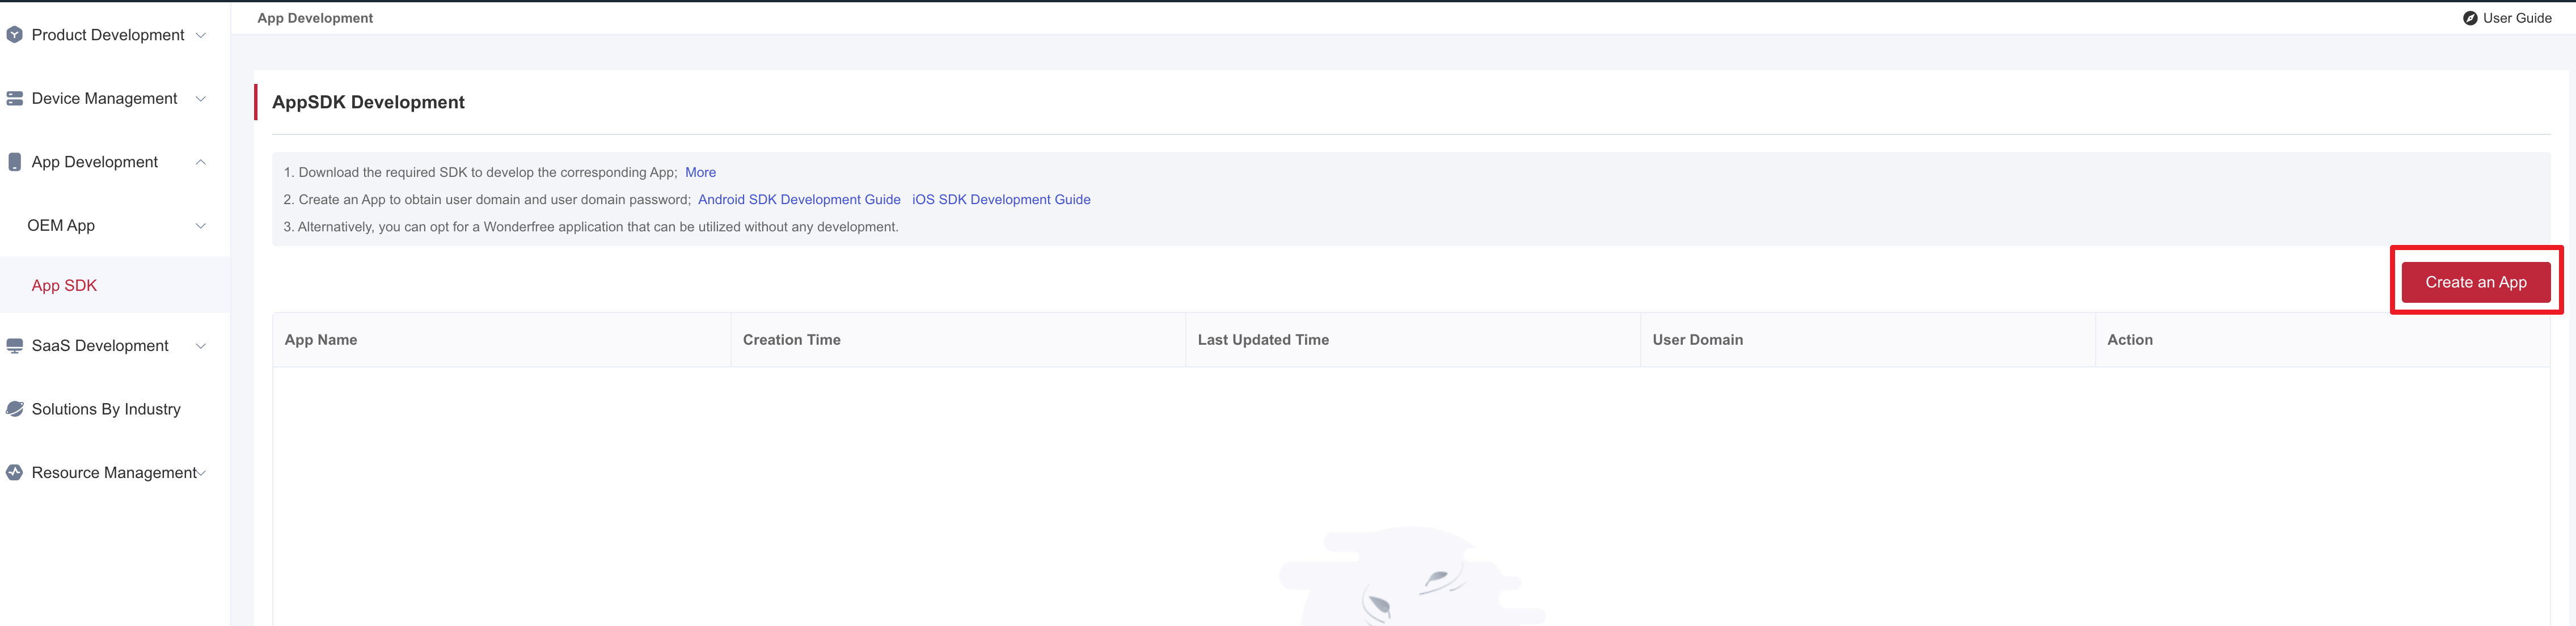 App Development
User Guide
Product Development
Device Management
App Development
OEM App
App SDK
SaaS Development
Solutions By Industry
Resource Management
AppSDK Development
1. Download the required SDK to develop the corresponding App; More
2. Create an App to obtain user domain and user domain password; Android SDK Development Guide iOS SDK Development Guide
3. Alternatively, you can opt for a Wonderfree application that can be utilized without any development.
Create an App
App Name Creation Time Last Updated Time User Domain Action